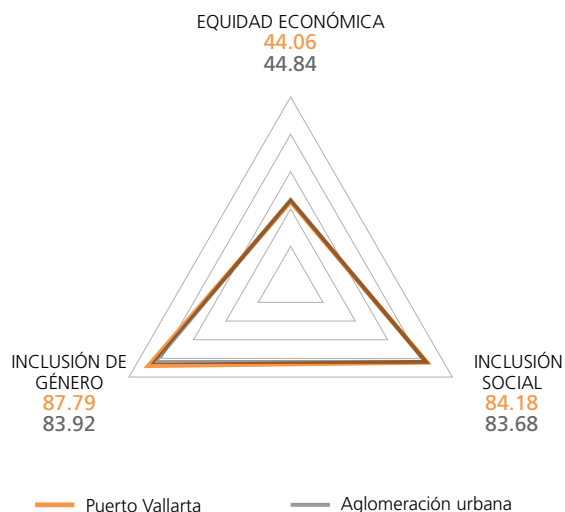 EQUIDAD ECONÓMICA
44.06
44.84
INCLUSIÓN DE
GÉNERO
87.79
83.92
INCLUSIÓN
SOCIAL
84.18
83.68
Puerto Vallarta
Aglomeración urbana